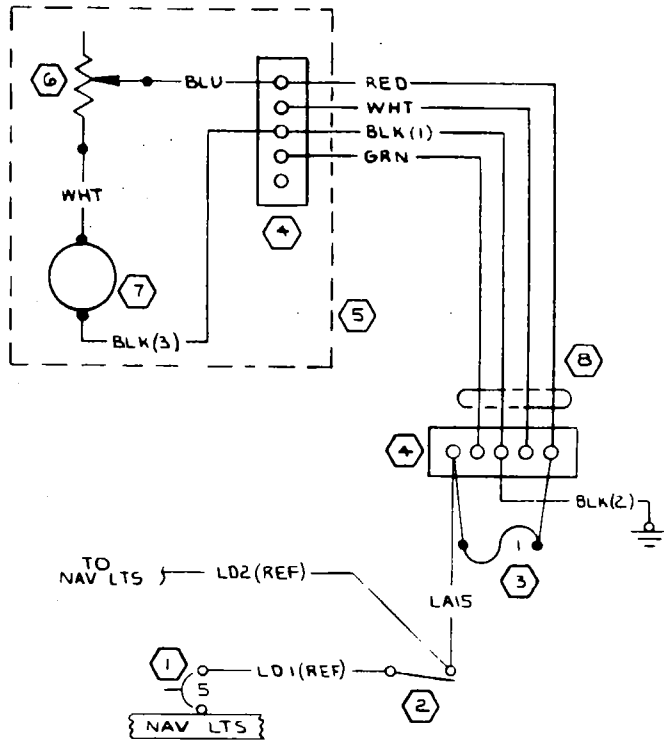 6
BLU
RED
WHT
BLK(1)
GRN
WHT
4
7
5
BLK(3)
8
4
BLK(2)
1
3
TO
NAV LTS
LD2(REF)
LA15
1
LD1(REF)
5
2
NAV LTS